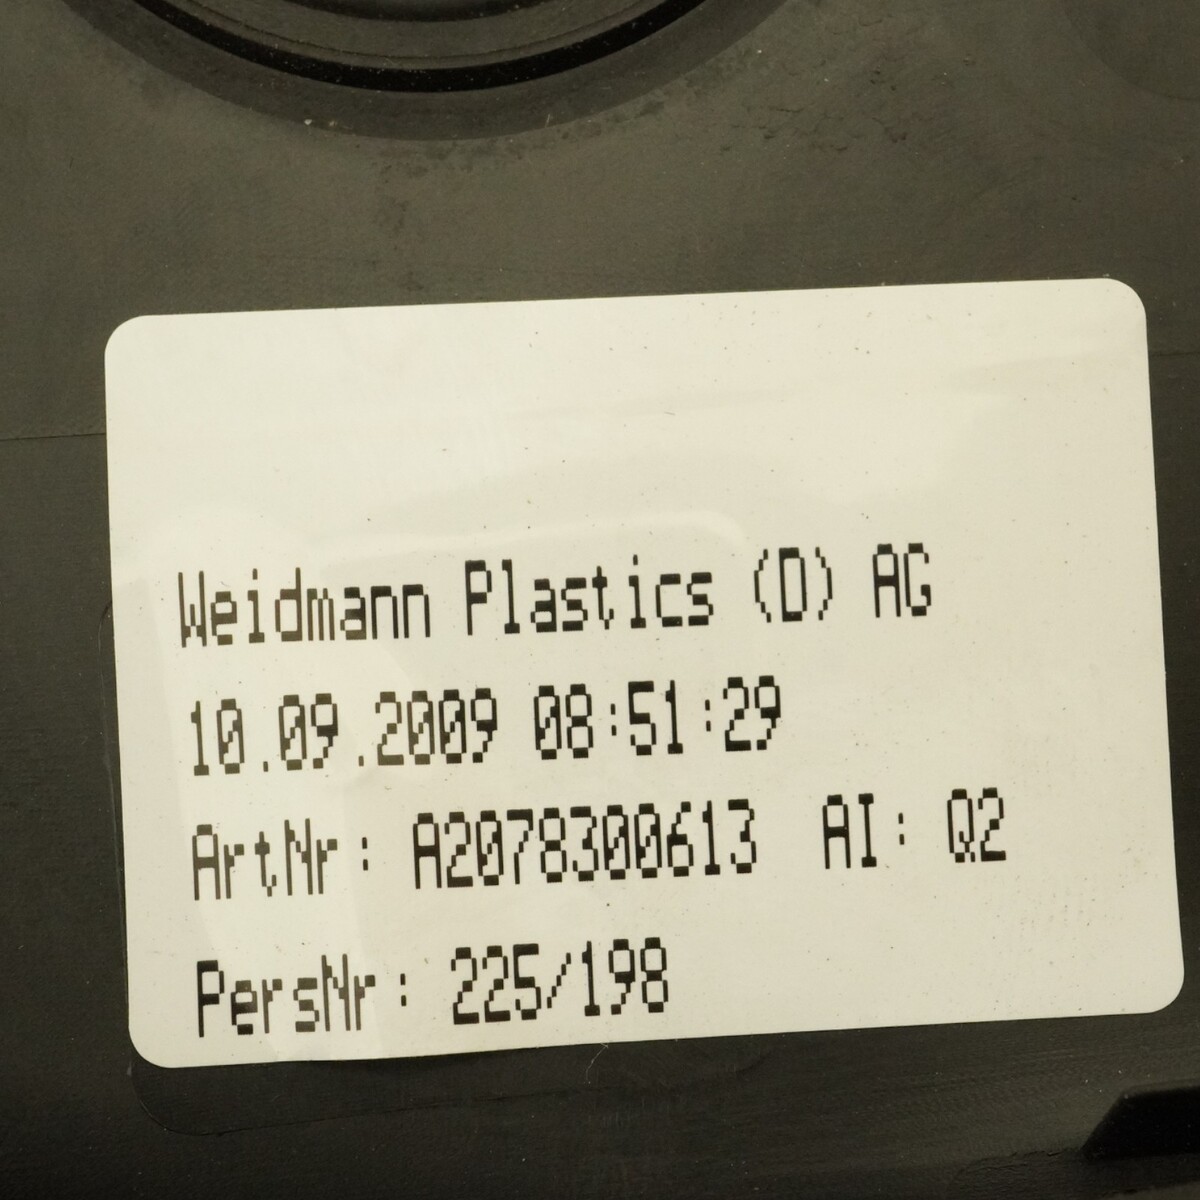 Weidmann Plastics (D) AG
10.09.2009 08:51:29
ArtNr: A2078300613 AI: Q2
PersNr: 225/198